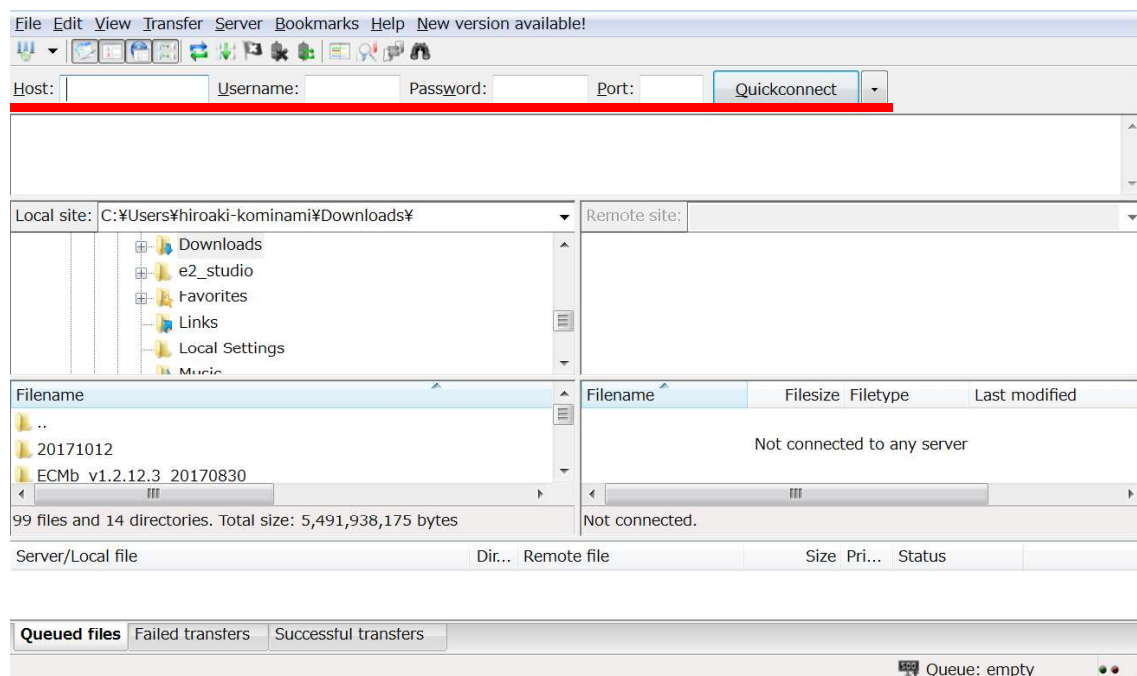 File Edit View Transfer Server Bookmarks Help New version available!
Host: Username: Password: Port: Quickconnect
Local site: C:¥Users¥hiroaki-kominami¥Downloads¥ Remote site:
Downloads
e2_studio
Favorites
Links
Local Settings
Music
Filename Filename Filesize Filetype Last modified
..
20171012
Not connected to any server
ECMb_v1.2.12.3_20170830
99 files and 14 directories. Total size: 5,491,938,175 bytes Not connected.
Server/Local file Dir... Remote file Size Pri... Status
Queued files Failed transfers Successful transfers
Queue: empty